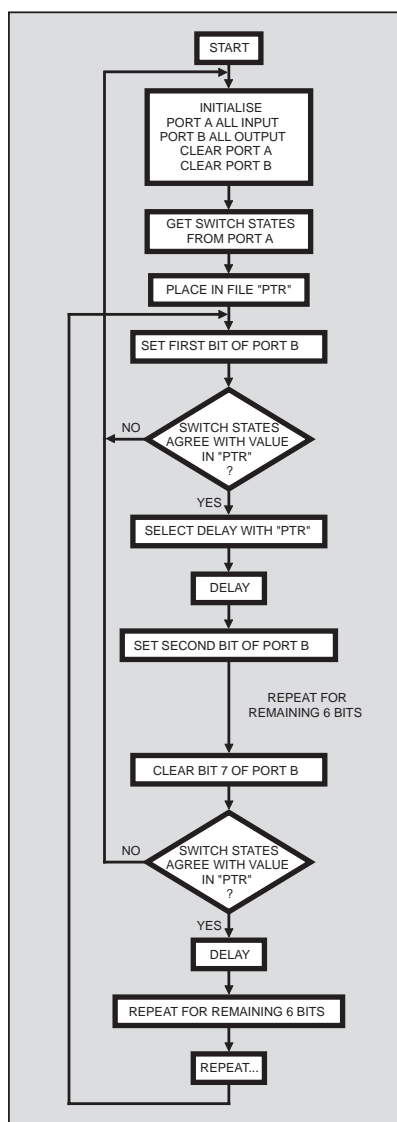 START
INITIALISE
PORT A ALL INPUT
PORT B ALL OUTPUT
CLEAR PORT A
CLEAR PORT B
GET SWITCH STATES
FROM PORT A
PLACE IN FILE "PTR"
SET FIRST BIT OF PORT B
NO
SWITCH STATES
AGREE WITH VALUE
IN "PTR"
?
YES
SELECT DELAY WITH "PTR"
DELAY
SET SECOND BIT OF PORT B
REPEAT FOR
REMAINING 6 BITS
CLEAR BIT 7 OF PORT B
NO
SWITCH STATES
AGREE WITH VALUE
IN "PTR"
?
YES
DELAY
REPEAT FOR REMAINING 6 BITS
REPEAT...